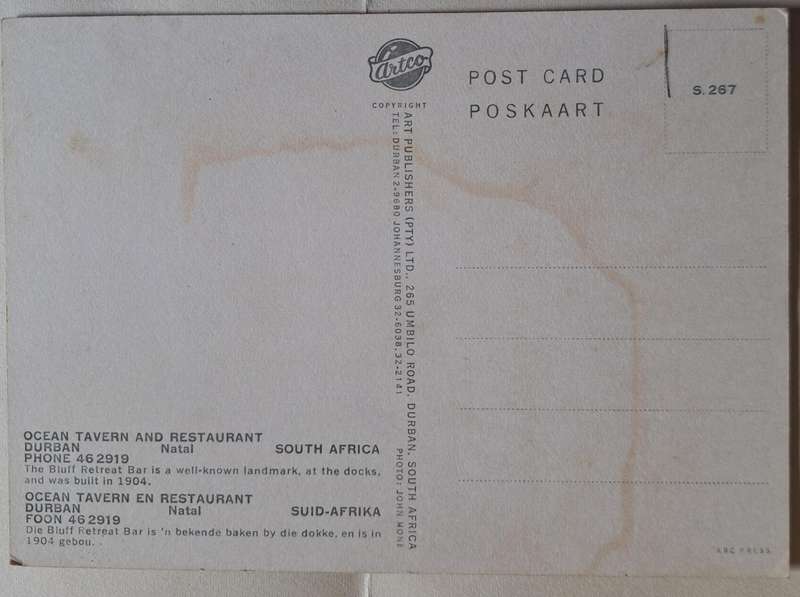 Artco
COPYRIGHT
POST CARD
POSKAART
S.267
ART PUBLISHERS (PTY) LTD., 265 UMBILO ROAD, DURBAN, SOUTH AFRICA
TEL: DURBAN 2-9680 JOHANNESBURG 32-6038, 32-2141
PHOTO: JOHN HONE
OCEAN TAVERN AND RESTAURANT
DURBAN Natal SOUTH AFRICA
PHONE 46 2919
The Bluff Retreat Bar is a well-known landmark, at the docks,
and was built in 1904.
OCEAN TAVERN EN RESTAURANT
DURBAN Natal SUID-AFRIKA
FOON 46 2919
Die Bluff Retreat Bar is 'n bekende baken by die dokke, en is in
1904 gebou.
ABC PRESS